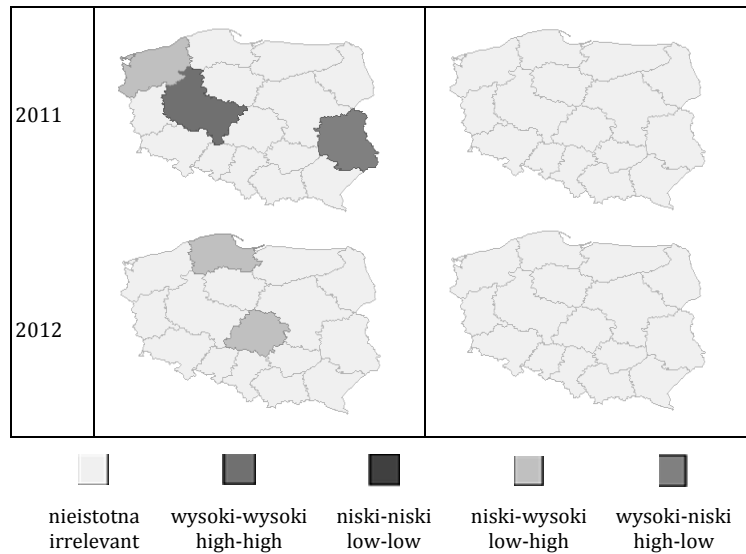 2011
2012
nieistotna wysoki-wysoki niski-niski niski-wysoki wysoki-niski
irrelevant high-high low-low low-high high-low